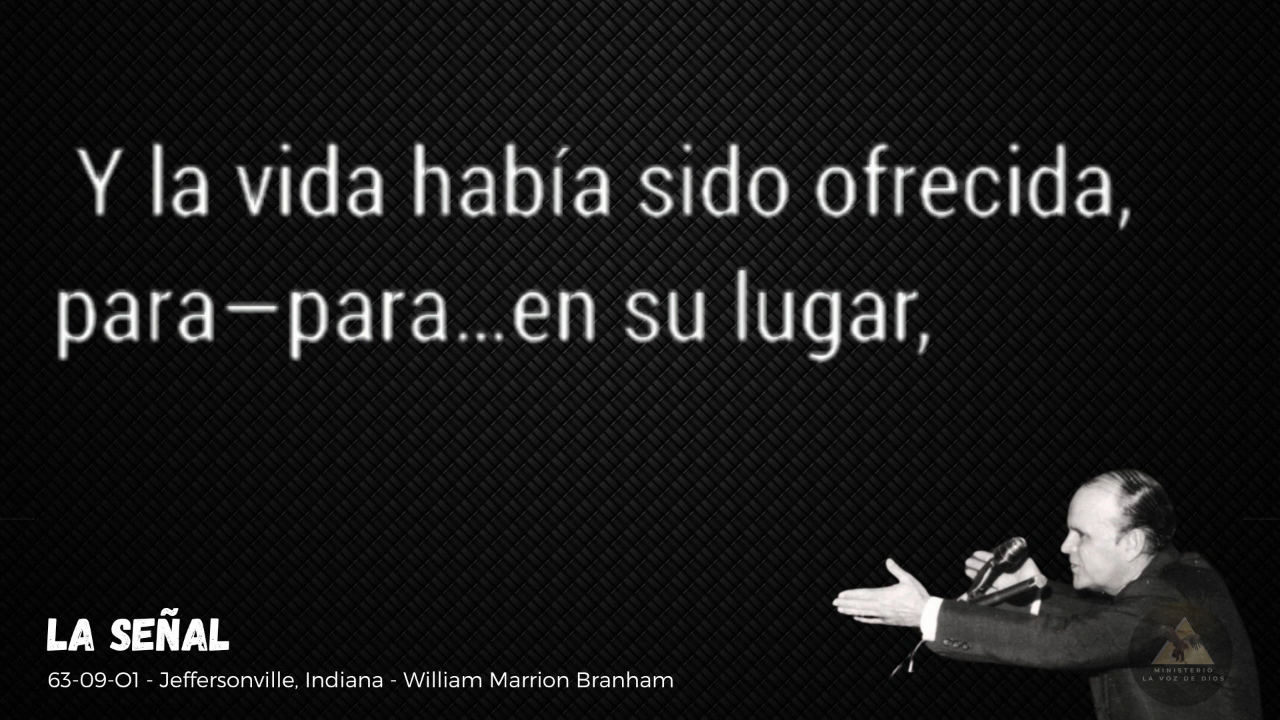 Y la vida había sido ofrecida,
para—para...en su lugar,
LA SEÑAL
63-09-01 - Jeffersonville, Indiana - William Marrion Branham
MINISTERIO
LA VOZ DE DIOS